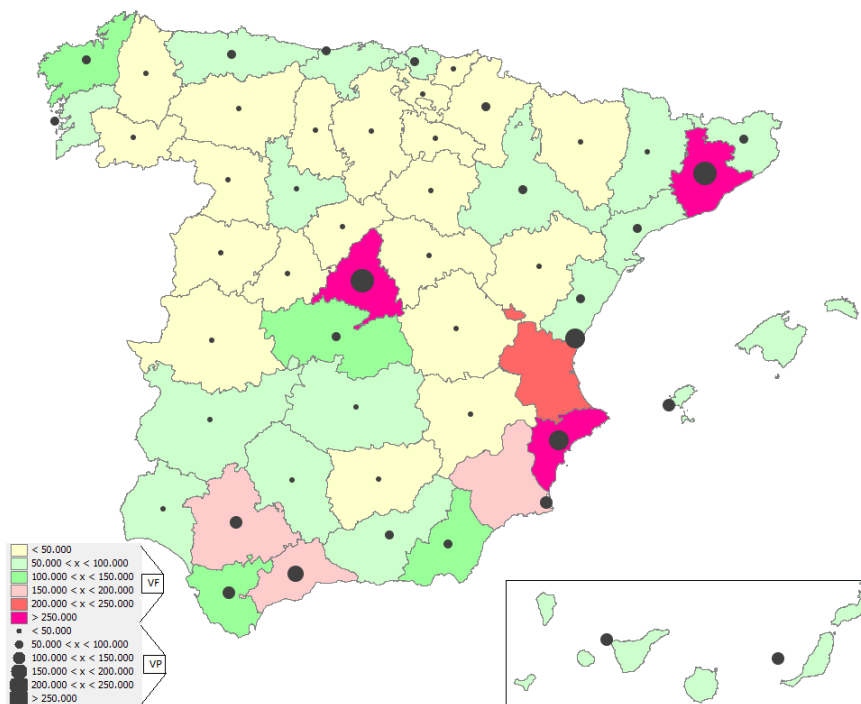 < 50.000
50.000 < x < 100.000
100.000 < x < 150.000
150.000 < x < 200.000
200.000 < x < 250.000
> 250.000
VF
< 50.000
50.000 < x < 100.000
100.000 < x < 150.000
150.000 < x < 200.000
200.000 < x < 250.000
> 250.000
VP